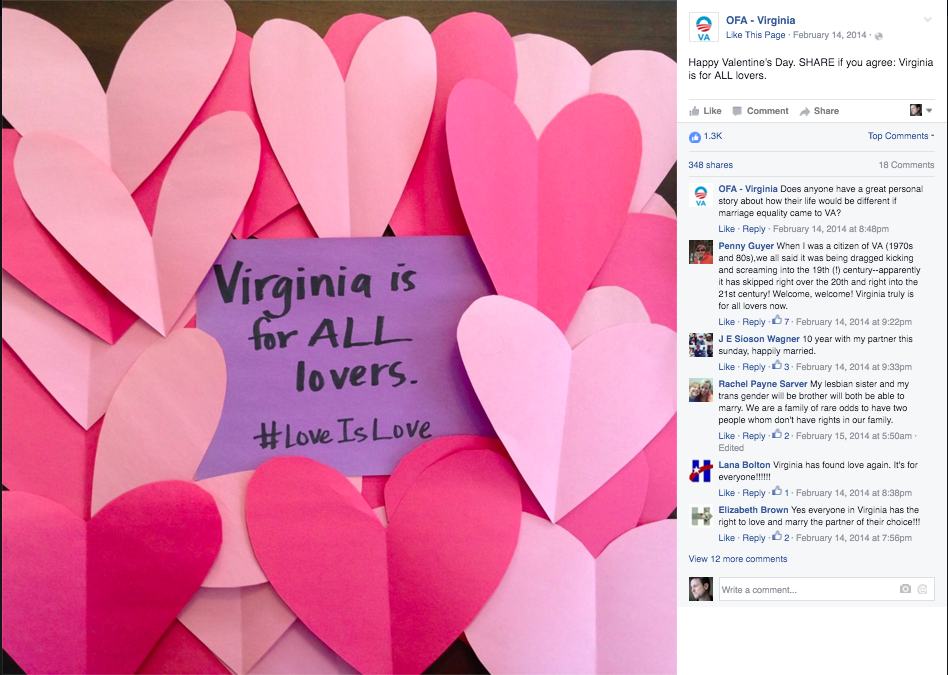 Virginia is
for ALL
lovers.
#LoveIsLove
VA
OFA - Virginia
Like This Page · February 14, 2014 ·
Happy Valentine's Day. SHARE if you agree: Virginia
is for ALL lovers.
Like Comment Share
1.3K Top Comments
348 shares 18 Comments
VA
OFA - Virginia Does anyone have a great personal
story about how their life would be different if
marriage equality came to VA?
Like · Reply · February 14, 2014 at 8:48pm
Penny Guyer When I was a citizen of VA (1970s
and 80s),we all said it was being dragged kicking
and screaming into the 19th (!) century--apparently
it has skipped right over the 20th and right into the
21st century! Welcome, welcome! Virginia truly is
for all lovers now.
Like · Reply · 7 · February 14, 2014 at 9:22pm
J E Sioson Wagner 10 year with my partner this
sunday, happily married.
Like · Reply · 3 · February 14, 2014 at 9:33pm
Rachel Payne Sarver My lesbian sister and my
trans gender will be brother will both be able to
marry. We are a family of rare odds to have two
people whom don't have rights in our family.
Like · Reply · 2 · February 15, 2014 at 5:50am ·
Edited
Lana Bolton Virginia has found love again. It's for
everyone!!!!!!
Like · Reply · 1 · February 14, 2014 at 8:38pm
Elizabeth Brown Yes everyone in Virginia has the
right to love and marry the partner of their choice!!!
Like · Reply · 2 · February 14, 2014 at 7:56pm
View 12 more comments
Write a comment...